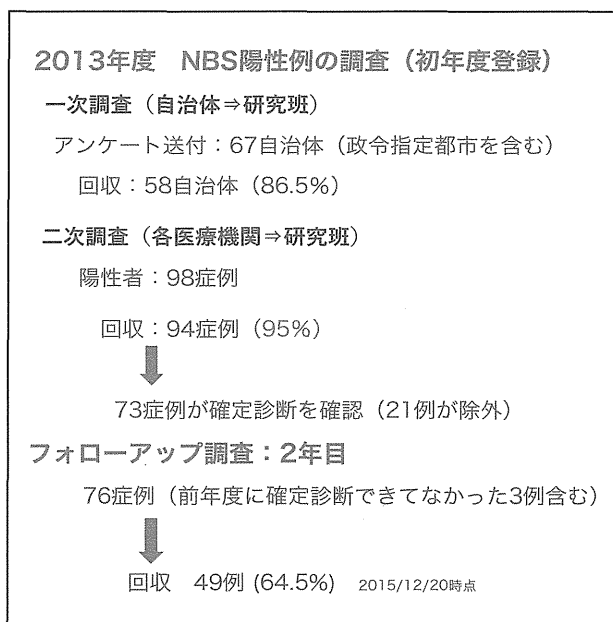 2013年度　NBS陽性例の調査（初年度登録）
一次調査（自治体⇒研究班）
アンケート送付：67自治体（政令指定都市を含む）
回収：58自治体（86.5%）
二次調査（各医療機関⇒研究班）
陽性者：98症例
回収：94症例（95%）
73症例が確定診断を確認（21例が除外）
フォローアップ調査：2年目
76症例（前年度に確定診断できてなかった3例含む）
回収　49例 (64.5%)　2015/12/20時点